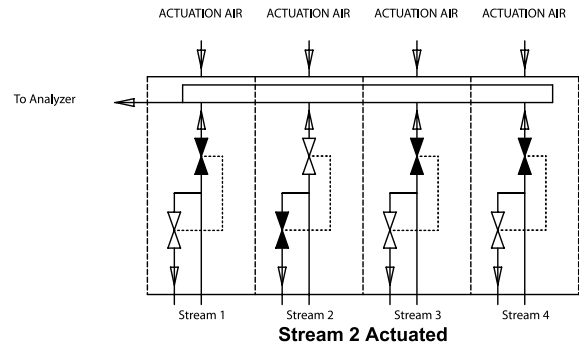 ACTUATION AIR ACTUATION AIR ACTUATION AIR ACTUATION AIR
To Analyzer
Stream 1 Stream 2 Stream 3 Stream 4
Stream 2 Actuated